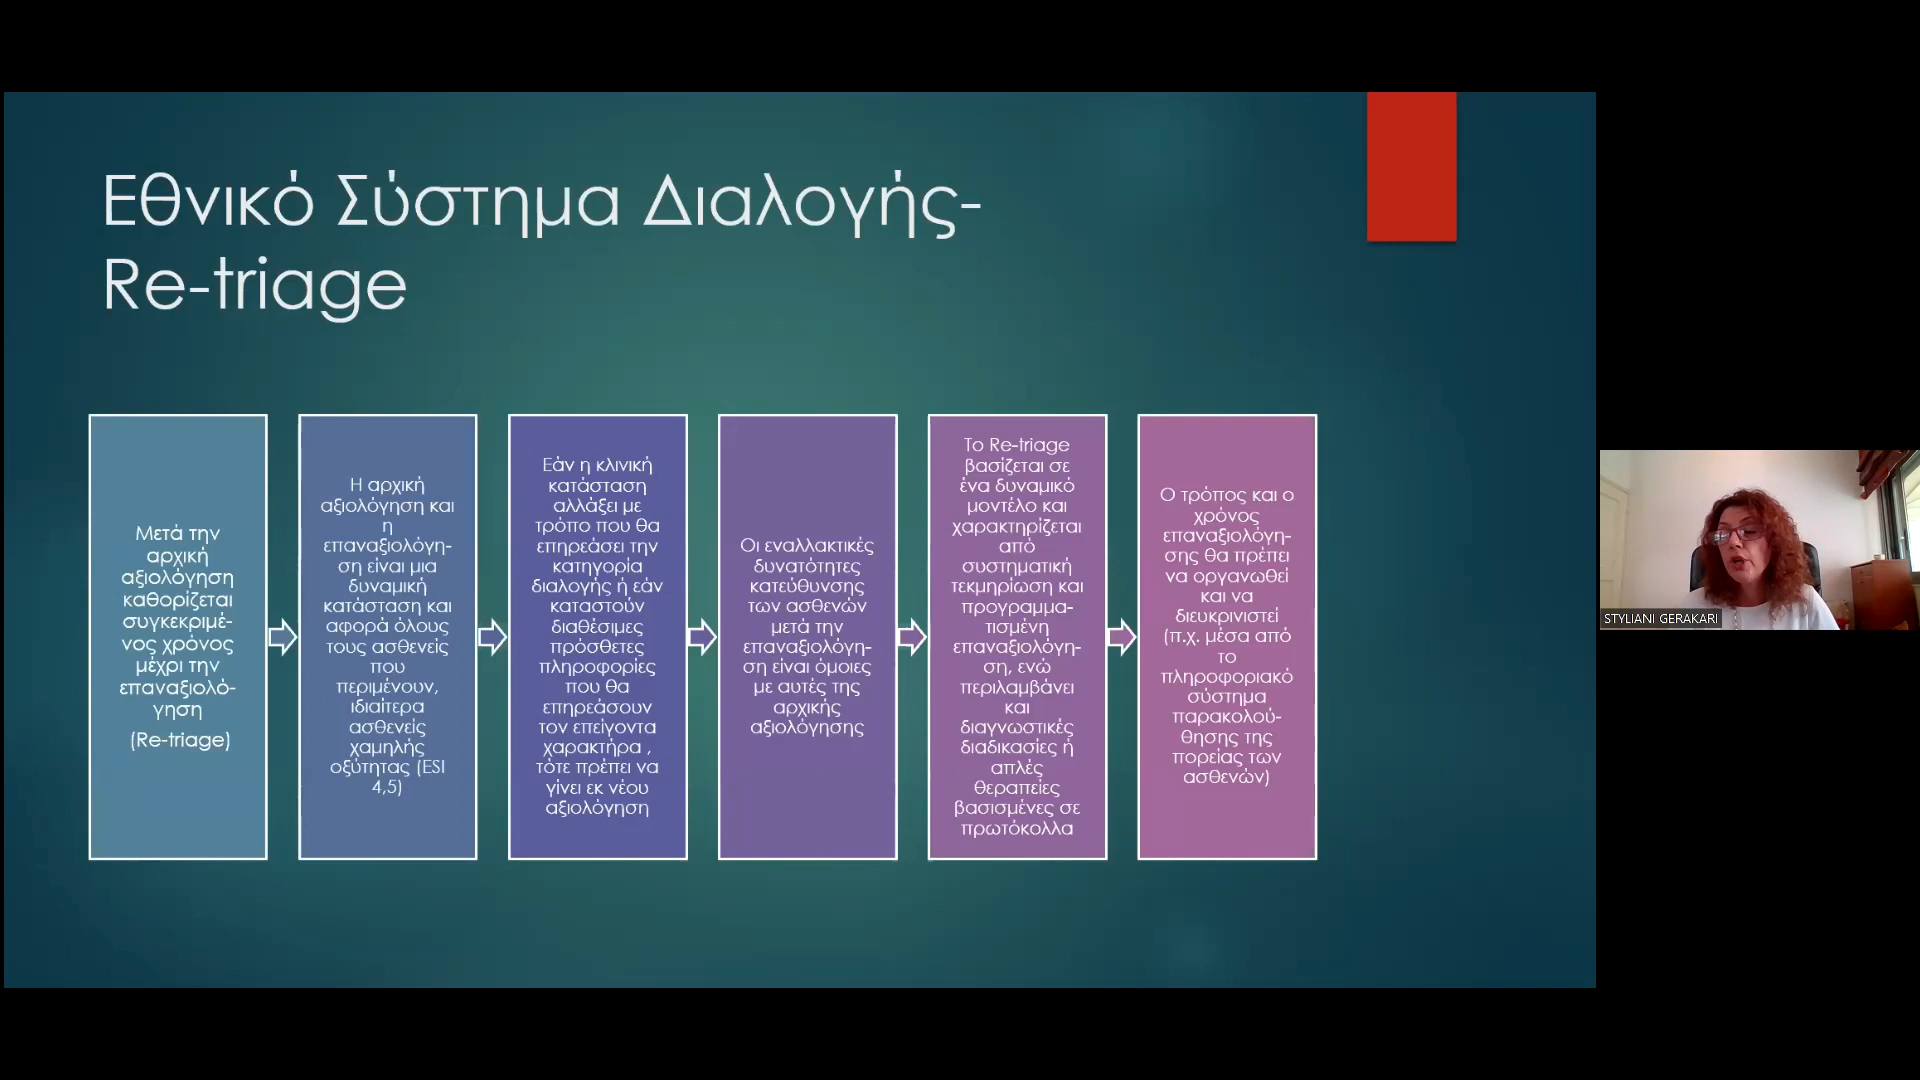 Εθνικό Σύστημα Διαλογής-
Re-triage
Μετά την
αρχική
αξιολόγηση
καθορίζεται
συγκεκριμέ-
νος χρόνος
μέχρι την
επαναξιολό-
γηση
(Re-triage)
Η αρχική
αξιολόγηση και
η
επαναξιολόγη-
ση είναι μια
δυναμική
κατάσταση και
αφορά όλους
τους ασθενείς
που
περιμένουν,
ιδιαίτερα
ασθενείς
χαμηλής
οξύτητας (ESI
4,5)
Εάν η κλινική
κατάσταση
αλλάξει με
τρόπο που θα
επηρεάσει την
κατηγορία
διαλογής ή εάν
καταστούν
διαθέσιμες
πρόσθετες
πληροφορίες
που θα
επηρεάσουν
τον επείγοντα
χαρακτήρα ,
τότε πρέπει να
γίνει εκ νέου
αξιολόγηση
Οι εναλλακτικές
δυνατότητες
κατεύθυνσης
των ασθενών
μετά την
επαναξιολόγη-
ση είναι όμοιες
με αυτές της
αρχικής
αξιολόγησης
Το Re-triage
βασίζεται σε
ένα δυναμικό
μοντέλο και
χαρακτηρίζεται
από
συστηματική
τεκμηρίωση και
προγραμμα-
τισμένη
επαναξιολόγη-
ση, ενώ
περιλαμβάνει
και
διαγνωστικές
διαδικασίες ή
απλές
θεραπείες
βασισμένες σε
πρωτόκολλα
Ο τρόπος και ο
χρόνος
επαναξιολόγη-
σης θα πρέπει
να οργανωθεί
και να
διευκρινιστεί
(π.χ. μέσα από
το
πληροφοριακό
σύστημα
παρακολού-
θησης της
πορείας των
ασθενών)
STYLIANI GERAKARI